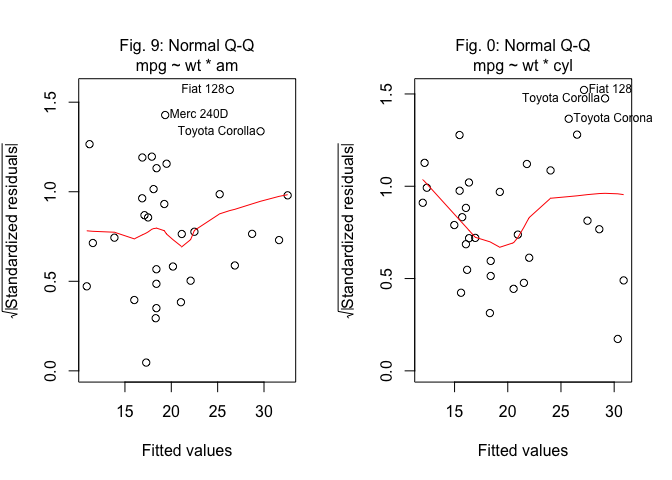 Fig. 9: Normal Q-Q
mpg ~ wt * am
√|Standardized residuals|
0.0
0.5
1.0
1.5
Fiat 128
Merc 240D
Toyota Corolla
15
20
25
30
Fitted values
Fig. 0: Normal Q-Q
mpg ~ wt * cyl
√|Standardized residuals|
0.0
0.5
1.0
1.5
Fiat 128
Toyota Corolla
Toyota Corona
15
20
25
30
Fitted values